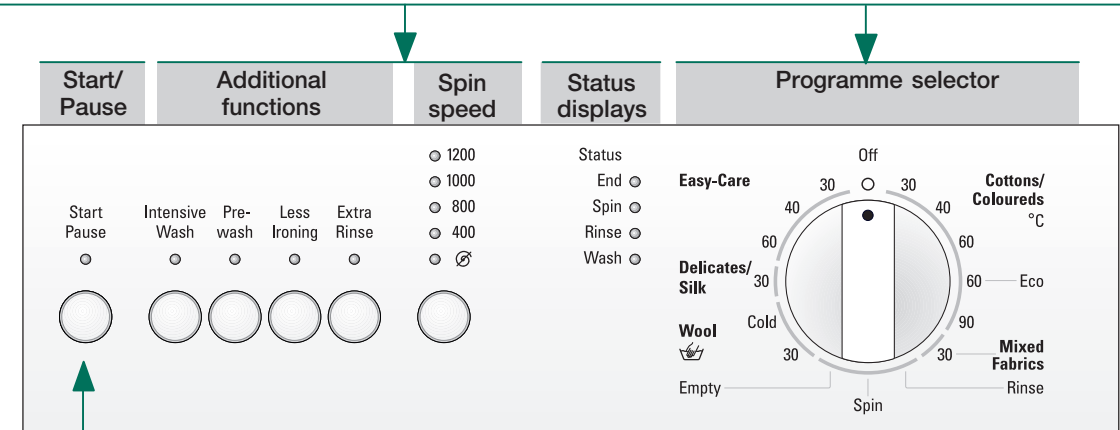 Start/
Pause
Additional
functions
Spin
speed
Status
displays
Programme selector
Start
Pause
Intensive
Wash
Pre-
wash
Less
Ironing
Extra
Rinse
1200
1000
800
400
Status
End
Spin
Rinse
Wash
Off
Easy-Care
30
40
60
Delicates/
Silk
30
Wool
Cold
30
Empty
Spin
30
Cottons/
Coloureds
°C
40
60
60
Eco
90
30
Mixed
Fabrics
Rinse